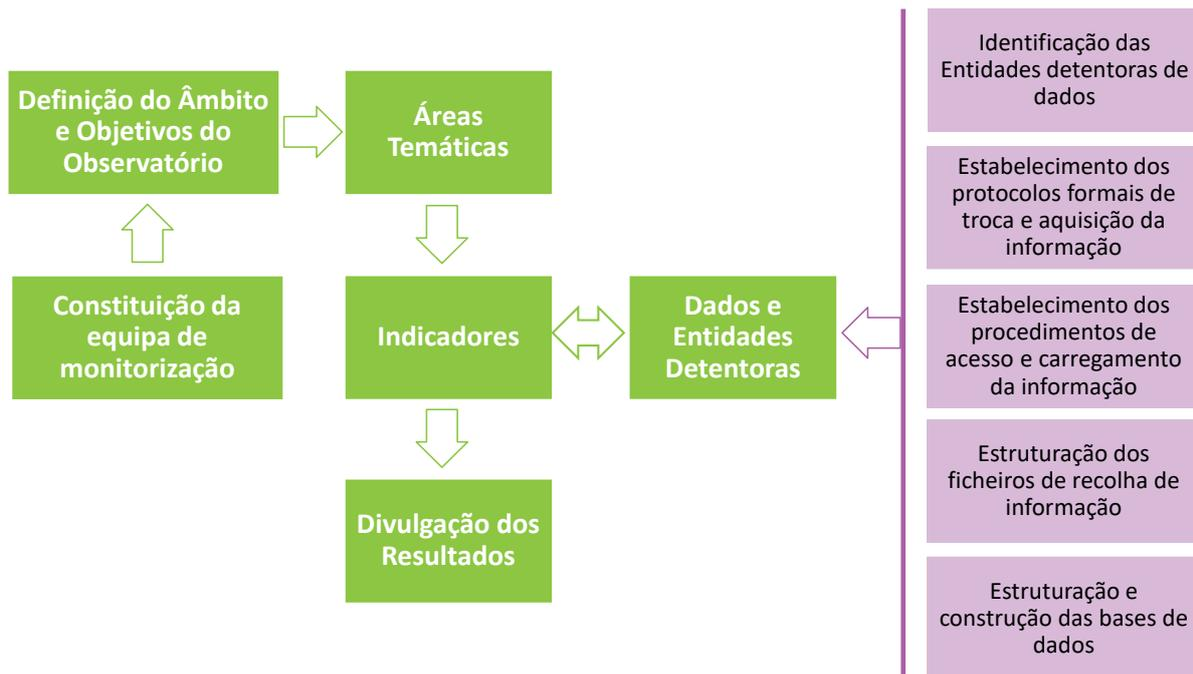 Definição do Âmbito
e Objetivos do
Observatório
Áreas
Temáticas
Constituição da
equipa de
monitorização
Indicadores
Dados e
Entidades
Detentoras
Divulgação dos
Resultados
Identificação das
Entidades detentoras de
dados
Estabelecimento dos
protocolos formais de
troca e aquisição da
informação
Estabelecimento dos
procedimentos de
acesso e carregamento
da informação
Estruturação dos
ficheiros de recolha de
informação
Estruturação e
construção das bases de
dados